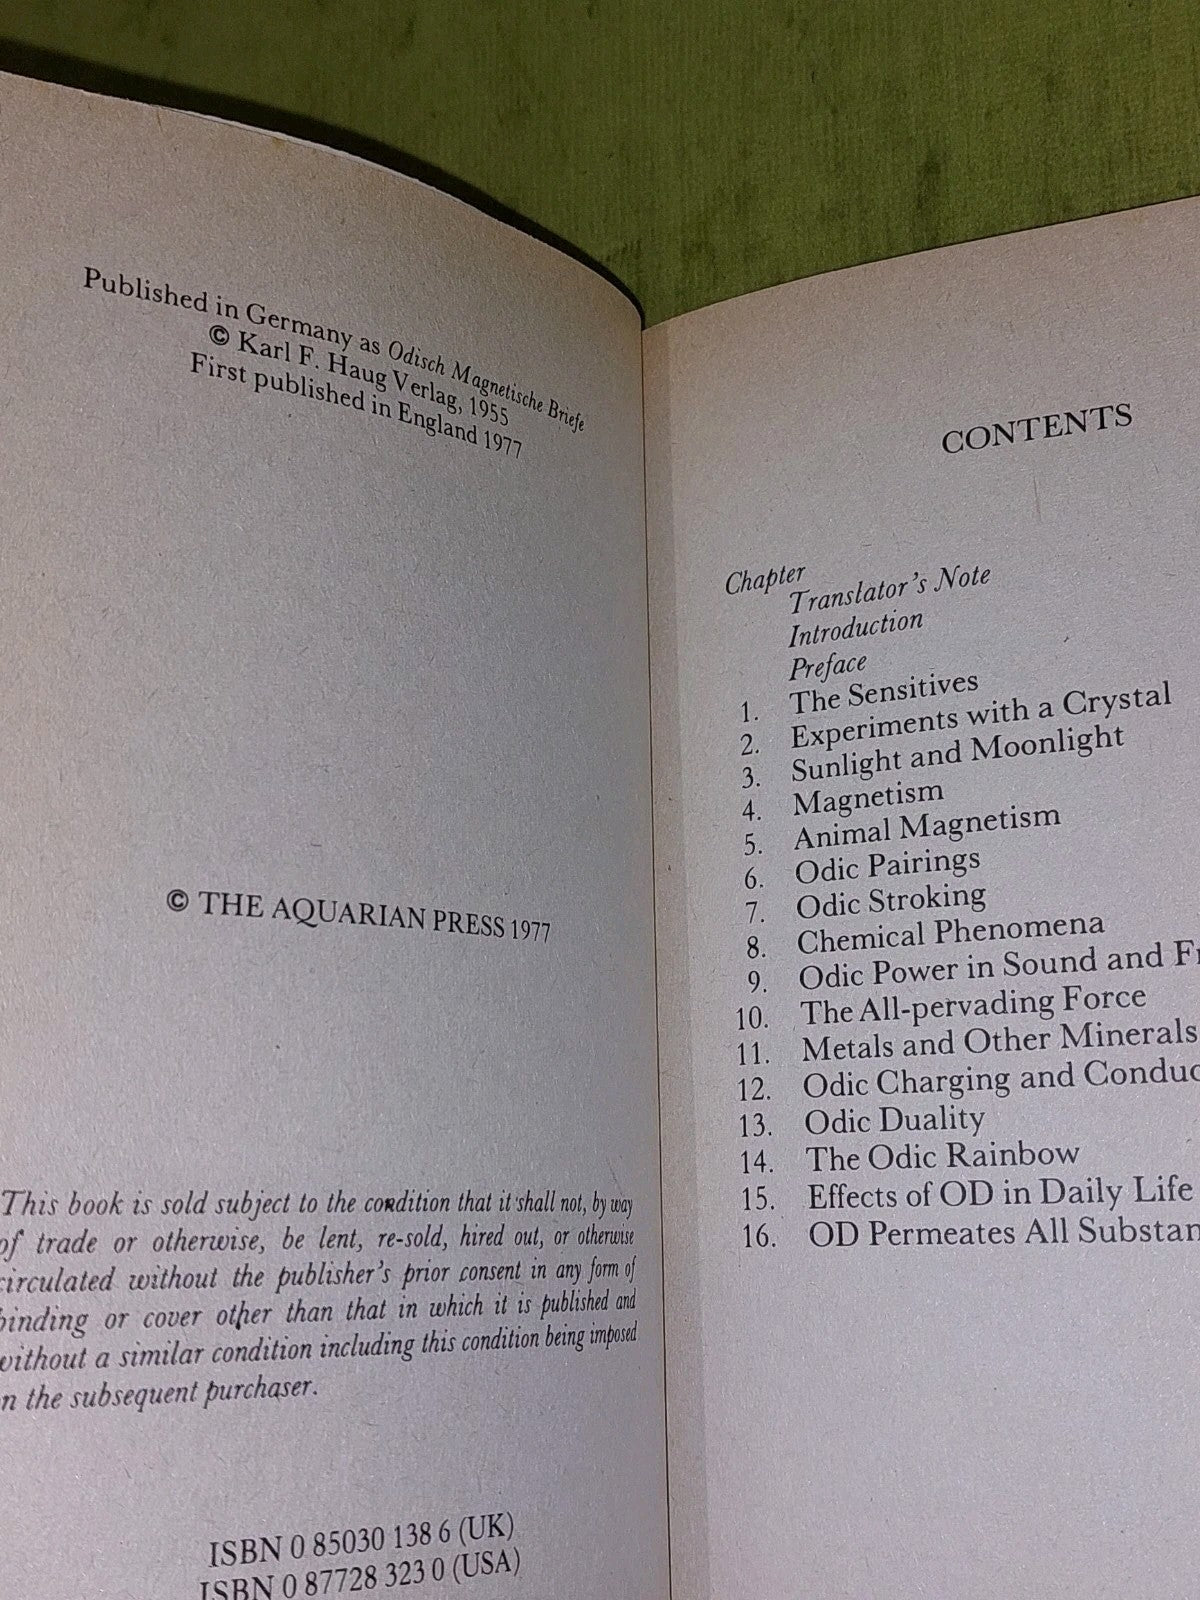 Published in Germany as Odisch Magnetische Briefe
© Karl F. Haug Verlag, 1955
First published in England 1977
© THE AQUARIAN PRESS 1977
This book is sold subject to the condition that it shall not, by way
of trade or otherwise, be lent, re-sold, hired out, or otherwise
circulated without the publisher's prior consent in any form of
binding or cover other than that in which it is published and
without a similar condition including this condition being imposed
n the subsequent purchaser.
ISBN 0 85030 138 6 (UK)
ISBN 0 87728 323 0 (USA)
CONTENTS
Chapter
Translator's Note
Introduction
Preface
1. The Sensitives
2. Experiments with a Crystal
3. Sunlight and Moonlight
4. Magnetism
5. Animal Magnetism
6. Odic Pairings
7. Odic Stroking
8. Chemical Phenomena
9. Odic Power in Sound and Fr
10. The All-pervading Force
11. Metals and Other Minerals
12. Odic Charging and Conduc
13. Odic Duality
14. The Odic Rainbow
15. Effects of OD in Daily Life
16. OD Permeates All Substan